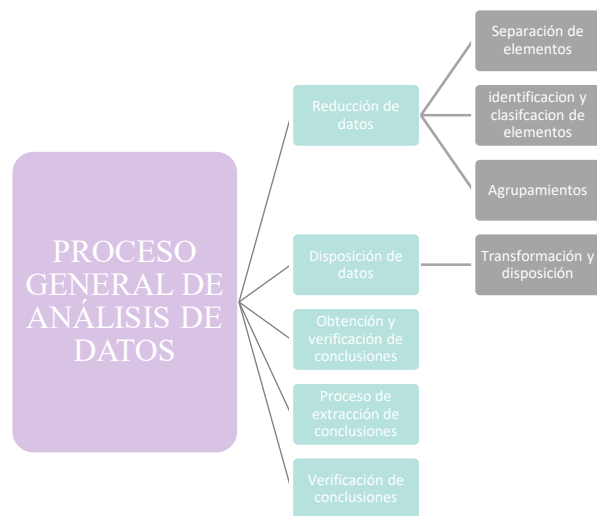 PROCESO
GENERAL DE
ANÁLISIS DE
DATOS
Reducción de
datos
Separación de
elementos
identificacion y
clasifcacion de
elementos
Agrupamientos
Disposición de
datos
Transformación y
disposición
Obtención y
verificación de
conclusiones
Proceso de
extracción de
conclusiones
Verificación de
conclusiones